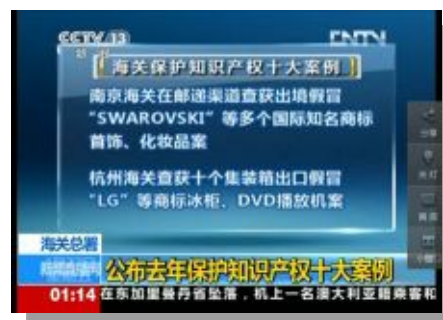 CCTV 13
CNTV
海关保护知识产权十大案例
南京海关在邮递渠道查获出境假冒
“SWAROVSKI”等多个国际知名商标
首饰、化妆品案
杭州海关查获十个集装箱出口假冒
“LG”等商标冰柜、DVD播放机案
分享
关灯
海关总署
公布去年保护知识产权十大案例
01:14 在东加里曼丹省坠落，机上一名澳大利亚籍乘客和